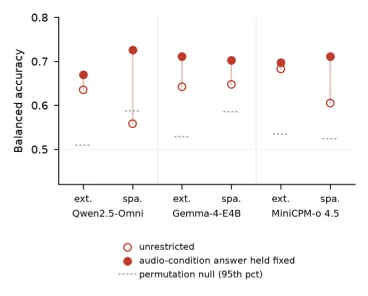 0.8
0.7
0.6
0.5
Balanced accuracy
ext. spa. ext. spa. ext. spa.
Qwen2.5-Omni Gemma-4-E4B MiniCPM-o 4.5
unrestricted
audio-condition answer held fixed
permutation null (95th pct)